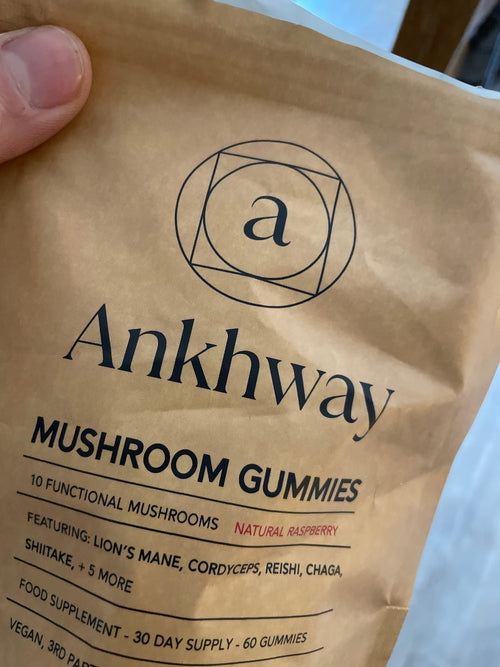 a
Ankhway
MUSHROOM GUMMIES
10 FUNCTIONAL MUSHROOMS NATURAL RASPBERRY
FEATURING: LION'S MANE, CORDYCEPS, REISHI, CHAGA,
SHIITAKE, + 5 MORE
FOOD SUPPLEMENT - 30 DAY SUPPLY - 60 GUMMIES
VEGAN, 3RD